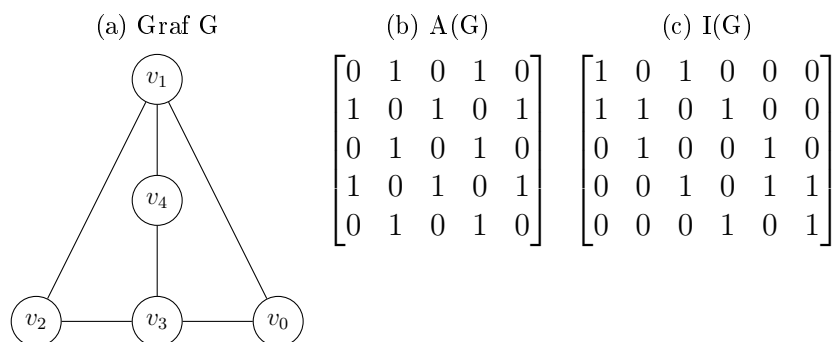 (a) Graf G
(b) A(G)
(c) I(G)
v1
v4
v2
v3
v0
0 1 0 1 0
1 0 1 0 1
0 1 0 1 0
1 0 1 0 1
0 1 0 1 0
1 0 1 0 0 0
1 1 0 1 0 0
0 1 0 0 1 0
0 0 1 0 1 1
0 0 0 1 0 1